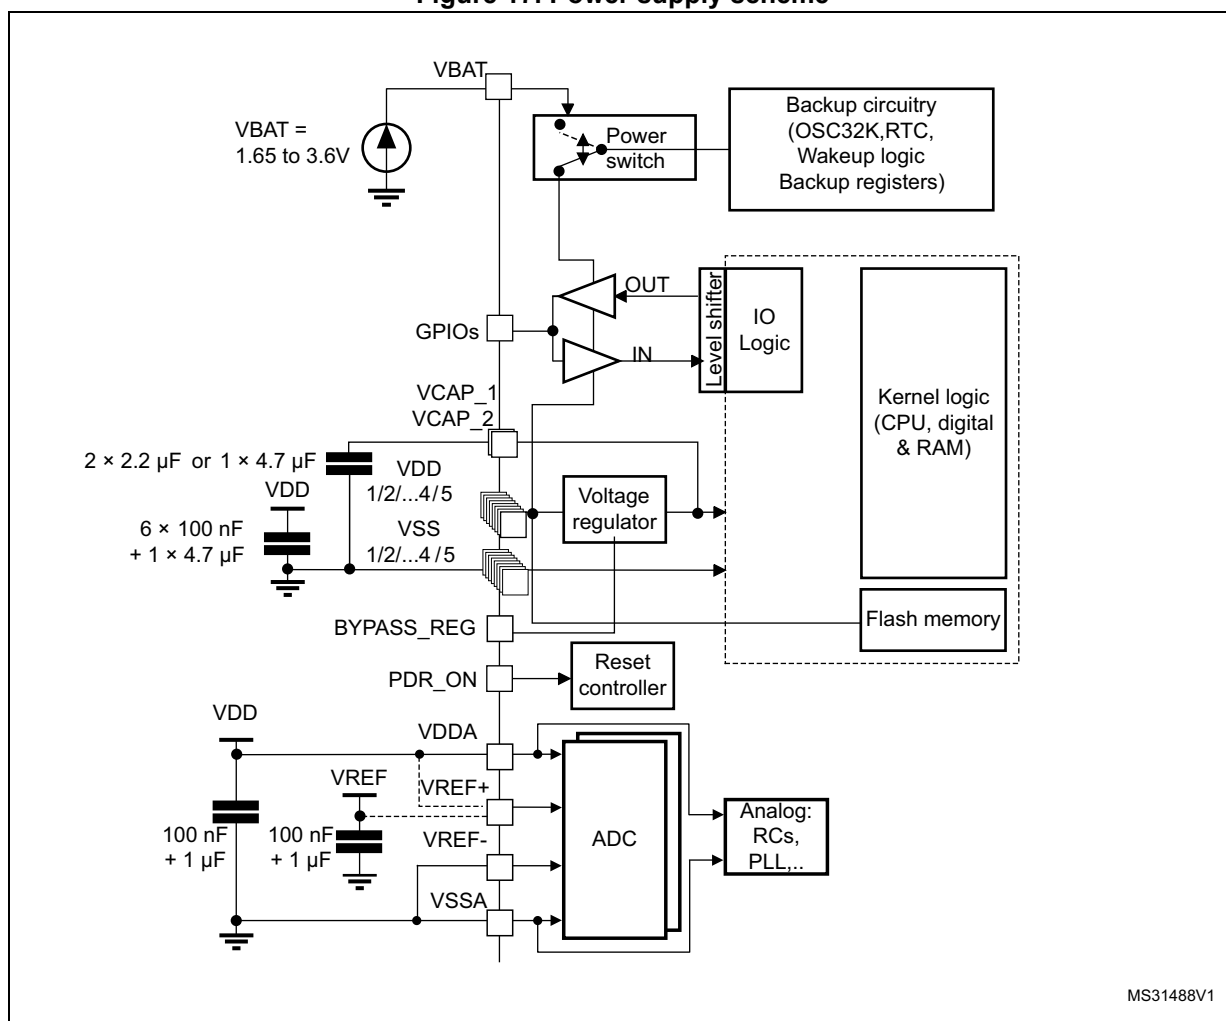 Figure 17. Power supply scheme
VBAT
VBAT =
1.65 to 3.6V
Power
switch
Backup circuitry
(OSC32K,RTC,
Wakeup logic
Backup registers)
GPIOs
OUT
IN
Level shifter
IO
Logic
Kernel logic
(CPU, digital
& RAM)
VCAP_1
VCAP_2
2 × 2.2 μF or 1 × 4.7 μF
VDD
1/2/...4/5
VDD
6 × 100 nF
+ 1 × 4.7 μF
VSS
1/2/...4/5
Voltage
regulator
Flash memory
BYPASS_REG
PDR_ON
Reset
controller
VDD
VDDA
VREF
VREF+
100 nF
+ 1 μF
100 nF
+ 1 μF
VREF-
VSSA
ADC
Analog:
RCs,
PLL,..
MS31488V1